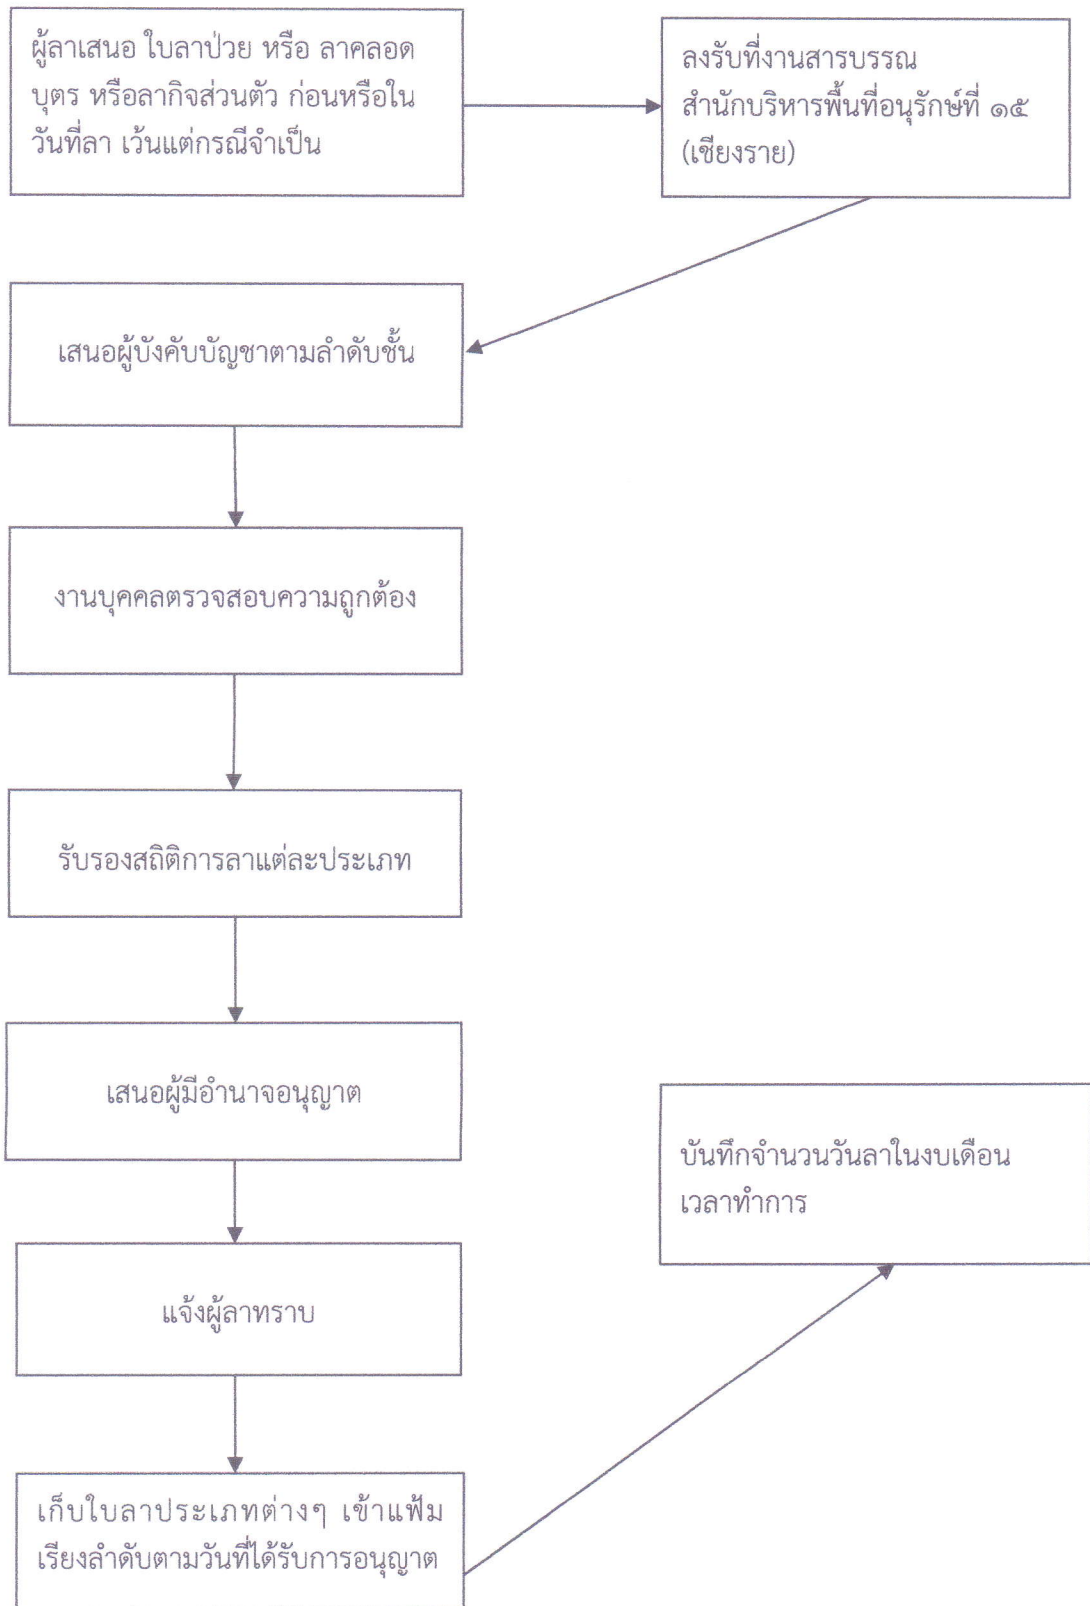 ผู้ลาเสนอ ใบลาป่วย หรือ ลาคลอด
บุตร หรือลากิจส่วนตัว ก่อนหรือใน
วันที่ลา เว้นแต่กรณีจำเป็น
ลงรับที่งานสารบรรณ
สำนักบริหารพื้นที่อนุรักษ์ที่ ๑๕
(เชียงราย)
เสนอผู้บังคับบัญชาตามลำดับชั้น
งานบุคคลตรวจสอบความถูกต้อง
รับรองสถิติการลาแต่ละประเภท
เสนอผู้มีอำนาจอนุญาต
แจ้งผู้ลาทราบ
เก็บใบลาประเภทต่างๆ เข้าแฟ้ม
เรียงลำดับตามวันที่ได้รับการอนุญาต
บันทึกจำนวนวันลาในงบเดือน
เวลาทำการ